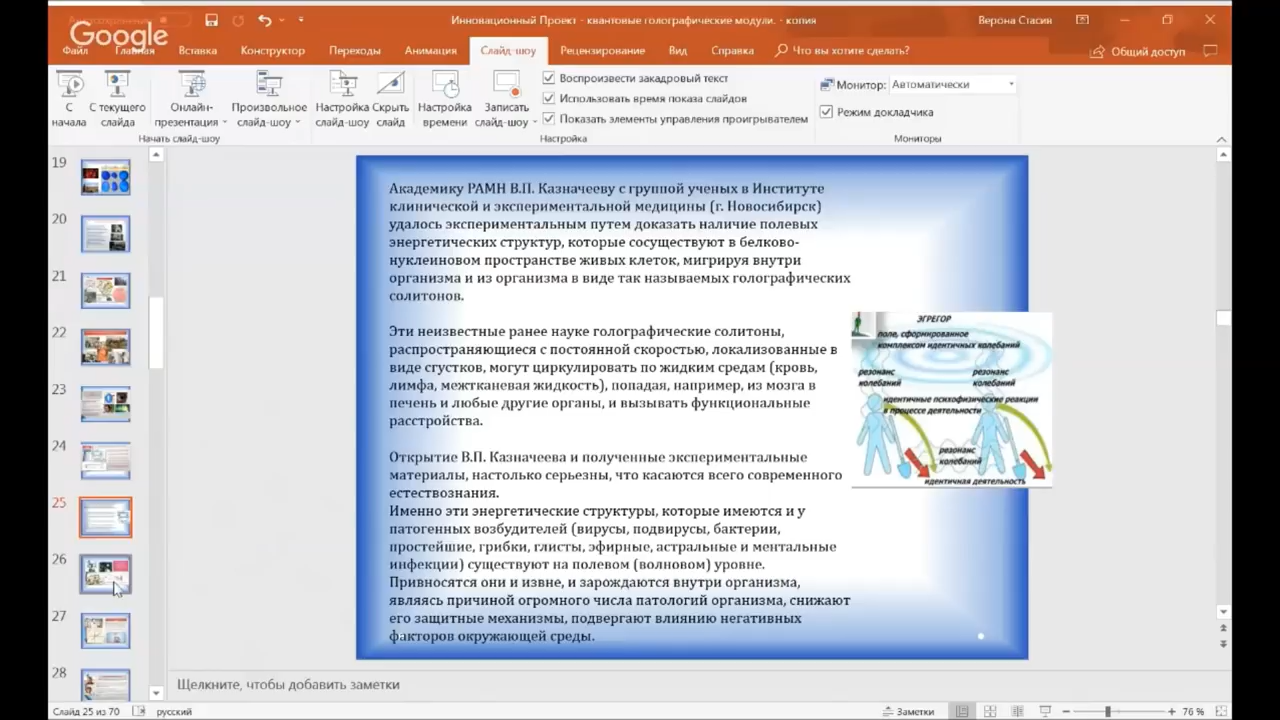 Google
Инновационный Проект - квантовые голографические модули. - копия
Верона Стасин
Файл Главная Вставка Конструктор Переходы Анимация Слайд-шоу Рецензирование Вид Справка Что вы хотите сделать? Общий доступ
С начала
С текущего слайда
Онлайн-презентация
Произвольное слайд-шоу
Настройка слайд-шоу
Скрыть слайд
Настройка времени
Записать слайд-шоу
Воспроизвести закадровый текст
Использовать время показа слайдов
Показать элементы управления проигрывателем
Монитор: Автоматически
Режим докладчика
Начать слайд-шоу
Настройка
Мониторы
19
20
21
22
23
24
25
26
27
28
Академику РАМН В.П. Казначееву с группой ученых в Институте
клинической и экспериментальной медицины (г. Новосибирск)
удалось экспериментальным путем доказать наличие полевых
энергетических структур, которые сосуществуют в белково-
нуклеиновом пространстве живых клеток, мигрируя внутри
организма и из организма в виде так называемых голографических
солитонов.
Эти неизвестные ранее науке голографические солитоны,
распространяющиеся с постоянной скоростью, локализованные в
виде сгустков, могут циркулировать по жидким средам (кровь,
лимфа, межтканевая жидкость), попадая, например, из мозга в
печень и любые другие органы, и вызывать функциональные
расстройства.
Открытие В.П. Казначеева и полученные экспериментальные
материалы, настолько серьезны, что касаются всего современного
естествознания.
Именно эти энергетические структуры, которые имеются и у
патогенных возбудителей (вирусы, подвирусы, бактерии,
простейшие, грибки, глисты, эфирные, астральные и ментальные
инфекции) существуют на полевом (волновом) уровне.
Привносятся они и извне, и зарождаются внутри организма,
являясь причиной огромного числа патологий организма, снижают
его защитные механизмы, подвергают влиянию негативных
факторов окружающей среды.
ЭГРЕГОР
поле, сформированное
комплексом идентичных колебаний
резонанс
колебаний
резонанс
колебаний
идентичные психофизические реакции
в процессе деятельности
резонанс
колебаний
идентичная деятельность
Щелкните, чтобы добавить заметки
Слайд 25 из 70 русский Заметки 76 %